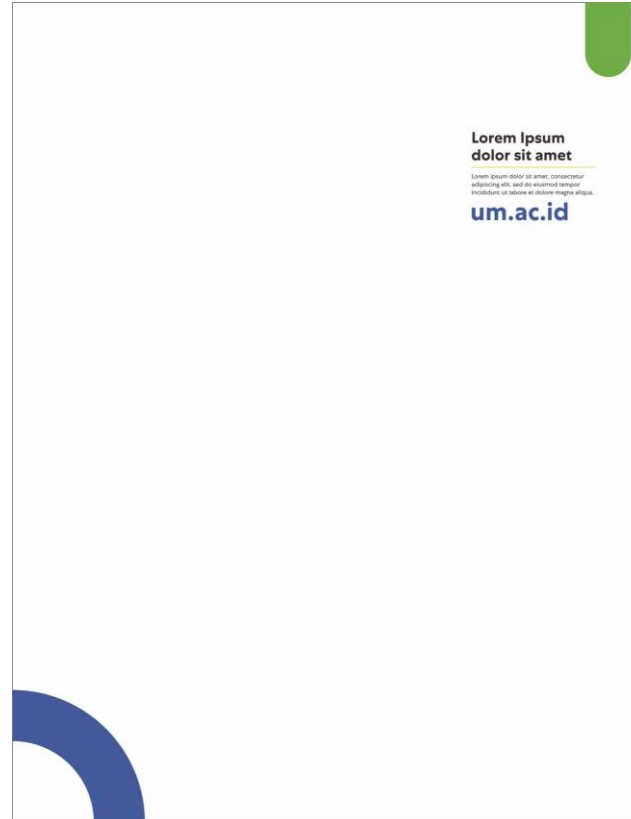 Lorem Ipsum
dolor sit amet
Lorem ipsum dolor sit amet, consectetur
adipiscing elit, sed do eiusmod tempor
incididunt ut labore et dolore magna aliqua.
um.ac.id